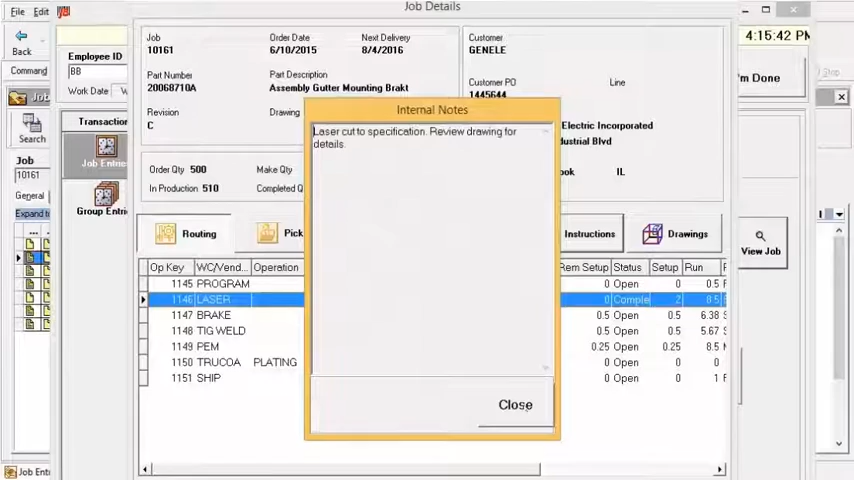 Job Details
File Edit
Back
Command
Employee ID
BB
Work Date
4:15:42 PM
I'm Done
Stop
Job
Search
Job
10161
General
Expand
Transaction
Job Entries
Group Entri
Job
10161
Order Date
6/10/2015
Next Delivery
8/4/2016
Part Number
20068710A
Part Description
Assembly Gutter Mounting Brakt
Revision
C
Drawing
Customer
GENELE
Customer PO
1445644
Line
Electric Incorporated
dustrial Blvd
ook IL
Order Qty 500
Make Qty
In Production 510
Completed Q
Internal Notes
Laser cut to specification. Review drawing for
details.
Close
Routing
Pick
Instructions
Drawings
View Job
Op Key WC/Vend... Operation Rem Setup Status Setup Run
1145 PROGRAM 0 Open 0 0.5
1146 LASER 0 Comple 2 8.5
1147 BRAKE 0.5 Open 0.5 6.38
1148 TIG WELD 0.5 Open 0.5 5.67
1149 PEM 0.25 Open 0.25 8.5
1150 TRUCOA PLATING 0 Open 0 0
1151 SHIP 0 Open 0 1
Job Ent